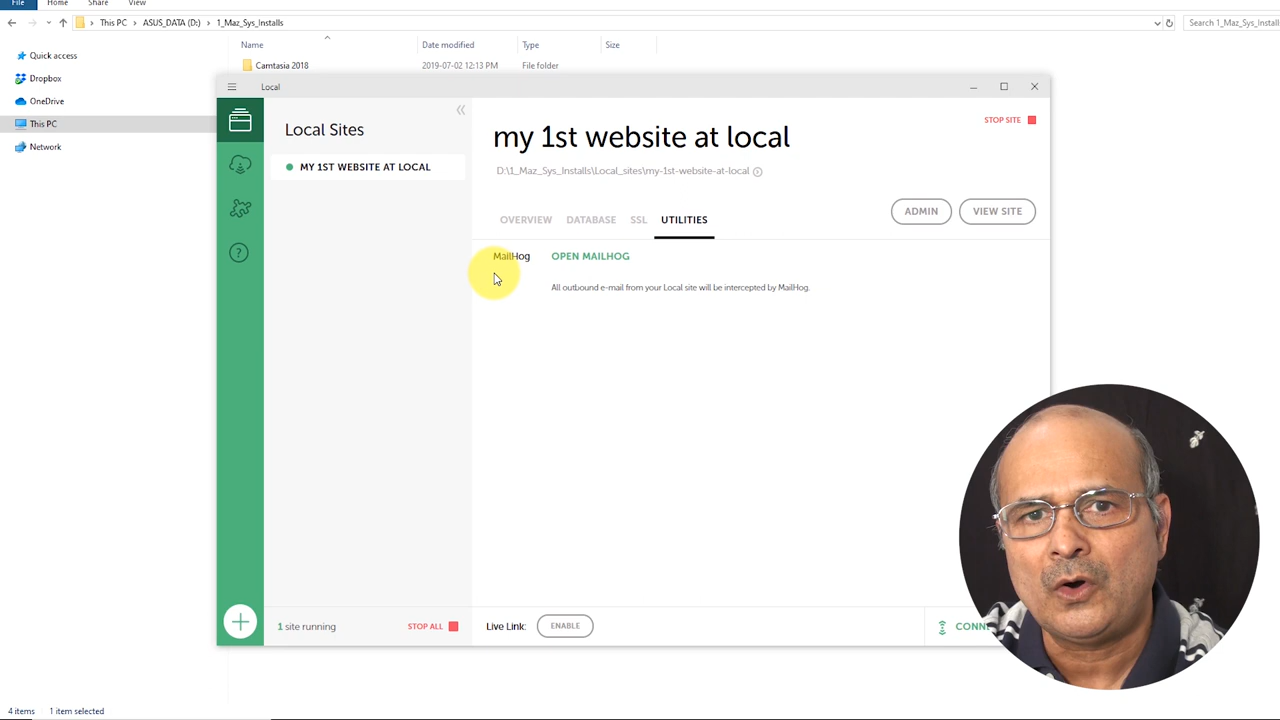 File Home Share View
This PC ASUS_DATA (D:) 1_Maz_Sys_Installs
Search 1_Maz_Sys_Install
Name Date modified Type Size
Camtasia 2018 2019-07-02 12:13 PM File folder
Quick access
Dropbox
OneDrive
This PC
Network
Local
Local Sites
MY 1ST WEBSITE AT LOCAL
my 1st website at local
STOP SITE
D:\1_Maz_Sys_Installs\Local_sites\my-1st-website-at-local
OVERVIEW DATABASE SSL UTILITIES
ADMIN VIEW SITE
MailHog OPEN MAILHOG
All outbound e-mail from your Local site will be intercepted by MailHog.
1 site running STOP ALL
Live Link: ENABLE
CONN
4 items 1 item selected